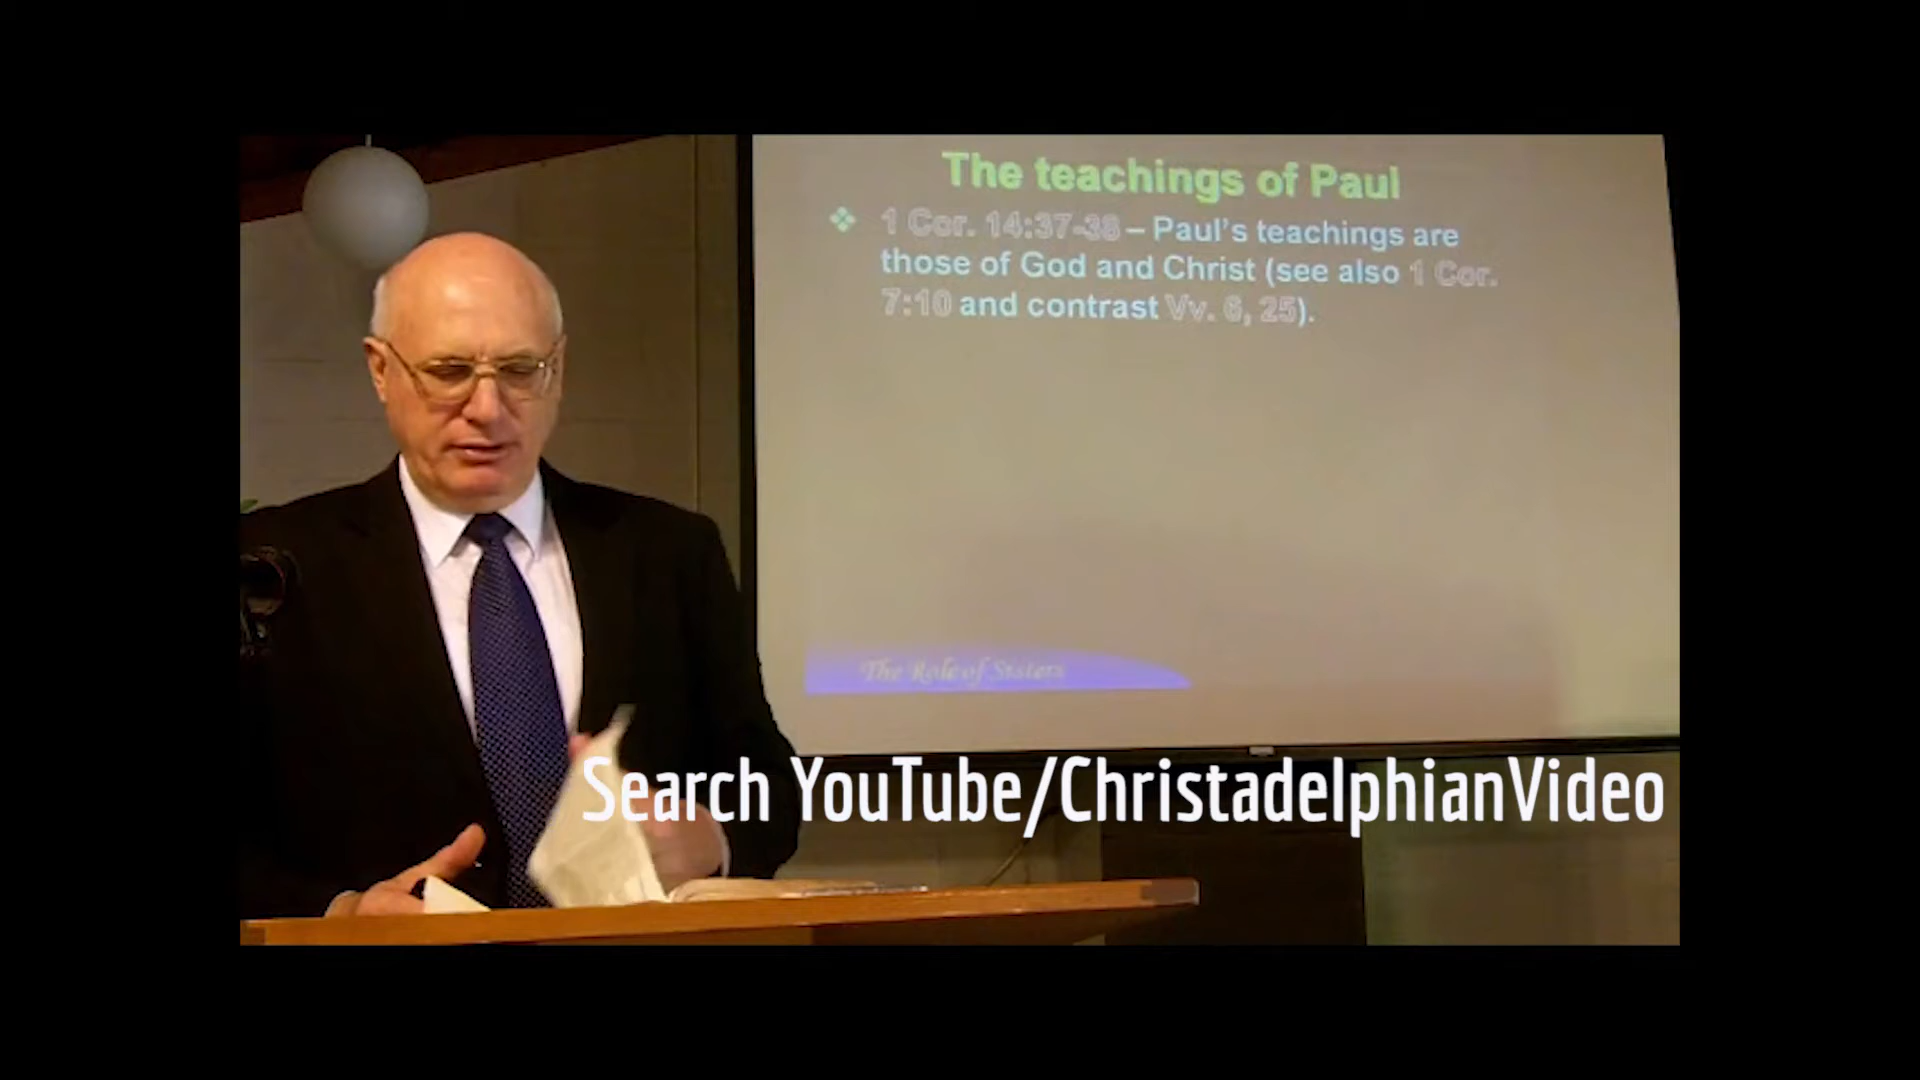 The teachings of Paul
❖ 1 Cor. 14:37-38 – Paul's teachings are
those of God and Christ (see also 1 Cor.
7:10 and contrast Vv. 6, 25).
The Role of Sisters
Search YouTube/ChristadelphianVideo